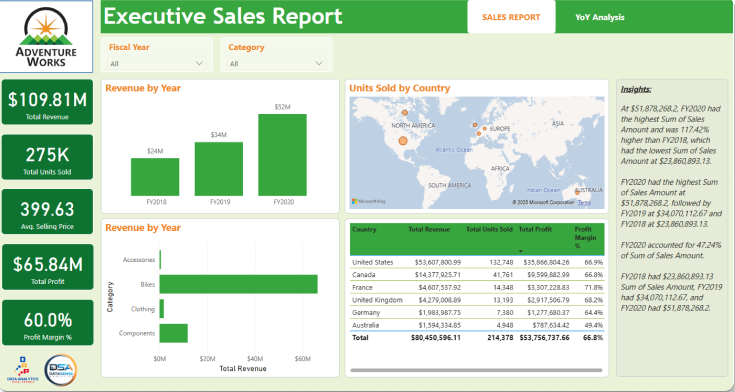 Executive Sales Report
SALES REPORT
YoY Analysis
ADVENTURE
WORKS
Fiscal Year
All
Category
All
$109.81M
Total Revenue
275K
Total Units Sold
399.63
Avg. Selling Price
$65.84M
Total Profit
60.0%
Profit Margin %
DATA ANALYTICS
DSA
Revenue by Year
$24M
$34M
$52M
FY2018
FY2019
FY2020
Units Sold by Country
NORTH AMERICA
EUROPE
ASIA
Atlantic Ocean
AFRICA
SOUTH AMERICA
Indian Ocean
AUSTRALIA
Microsoft Bing
© 2020 Microsoft Corporation Terms
Revenue by Year
Category
Accessories
Bikes
Clothing
Components
$0M
$20M
$40M
$60M
Total Revenue
Country Total Revenue Total Units Sold Total Profit Profit Margin %
United States $53,607,800.99 132,748 $35,866,804.26 66.9%
Canada $14,377,925.71 41,761 $9,599,882.99 66.8%
France $4,607,537.92 14,348 $3,307,228.83 71.8%
United Kingdom $4,279,008.89 13,193 $2,917,506.79 68.2%
Germany $1,983,987.75 7,380 $1,277,680.37 64.4%
Australia $1,594,334.85 4,948 $787,634.42 49.4%
Total $80,450,596.11 214,378 $53,756,737.66 66.8%
Insights:
At $51,878,268.2, FY2020 had
the highest Sum of Sales
Amount and was 117.42%
higher than FY2018, which
had the lowest Sum of Sales
Amount at $23,860,893.13.
FY2020 had the highest Sum
of Sales Amount at
$51,878,268.2, followed by
FY2019 at $34,070,112.67 and
FY2018 at $23,860,893.13.
FY2020 accounted for 47.24%
of Sum of Sales Amount.
FY2018 had $23,860,893.13
Sum of Sales Amount, FY2019
had $34,070,112.67, and
FY2020 had $51,878,268.2.